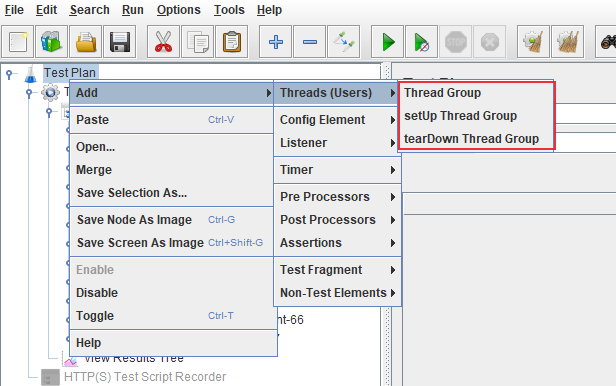 File Edit Search Run Options Tools Help
Test Plan
Add
Threads (Users)
Thread Group
setUp Thread Group
tearDown Thread Group
Paste Ctrl-V
Config Element
Listener
Open...
Merge
Timer
Save Selection As...
Pre Processors
Save Node As Image Ctrl-G
Post Processors
Save Screen As Image Ctrl+Shift-G
Assertions
Enable
Test Fragment
Disable
Non-Test Elements
Toggle Ctrl-T
nt-66
Help
View Results Tree
HTTP(S) Test Script Recorder